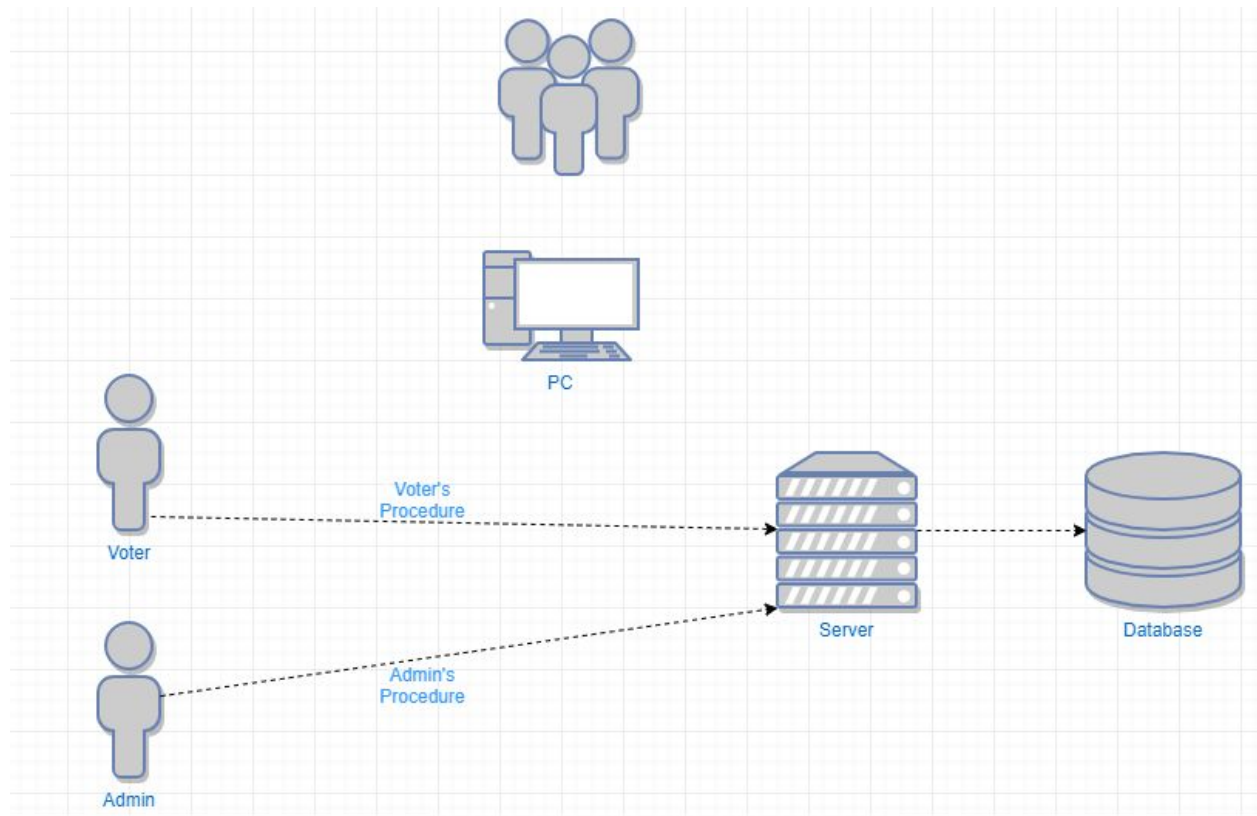 PC
Voter's
Procedure
Voter
Server
Database
Admin's
Procedure
Admin